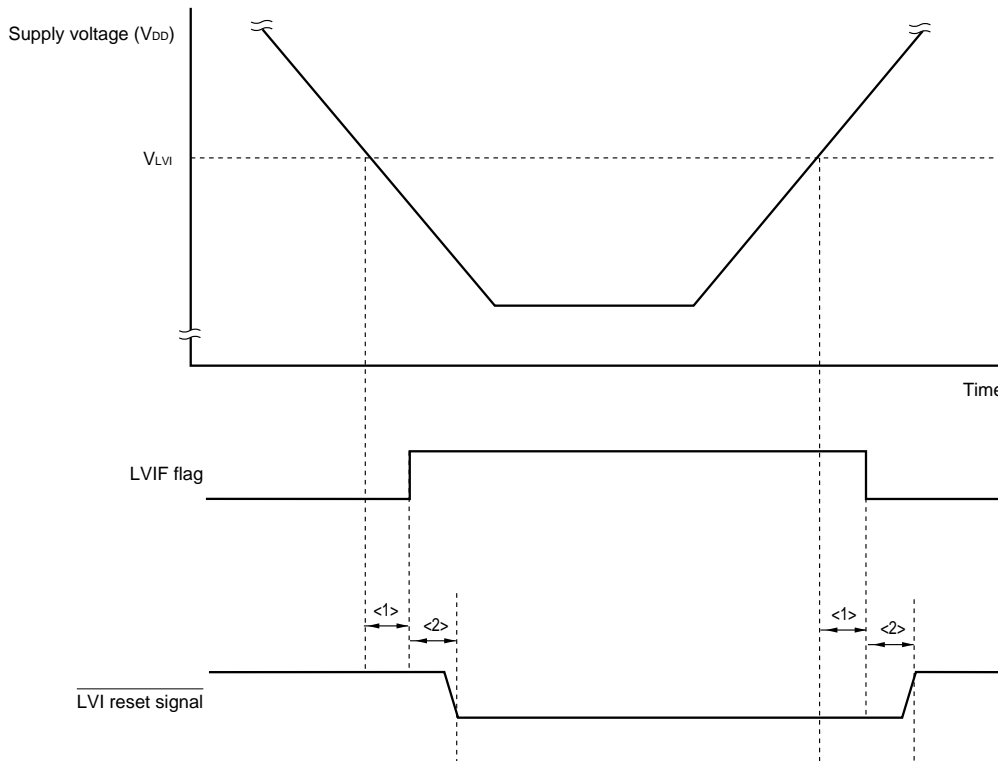 Supply voltage (VDD)
VLVI
Time
LVIF flag
<1>
<2>
<1>
<2>
LVI reset signal